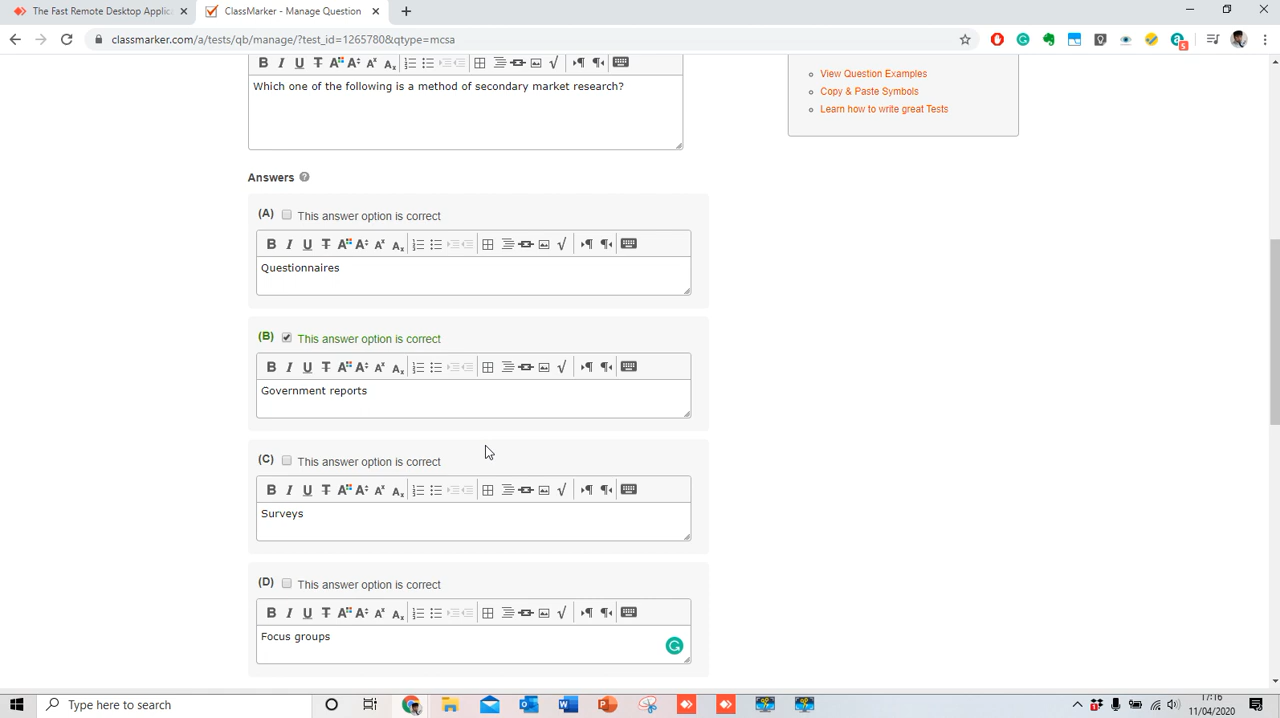 The Fast Remote Desktop Applic
ClassMarker - Manage Question
classmarker.com/a/tests/qb/manage/?test_id=1265780&qtype=mcsa
View Question Examples
Copy & Paste Symbols
Learn how to write great Tests
Which one of the following is a method of secondary market research?
Answers
(A) This answer option is correct
Questionnaires
(B) This answer option is correct
Government reports
(C) This answer option is correct
Surveys
(D) This answer option is correct
Focus groups
Type here to search
17:16
11/04/2020